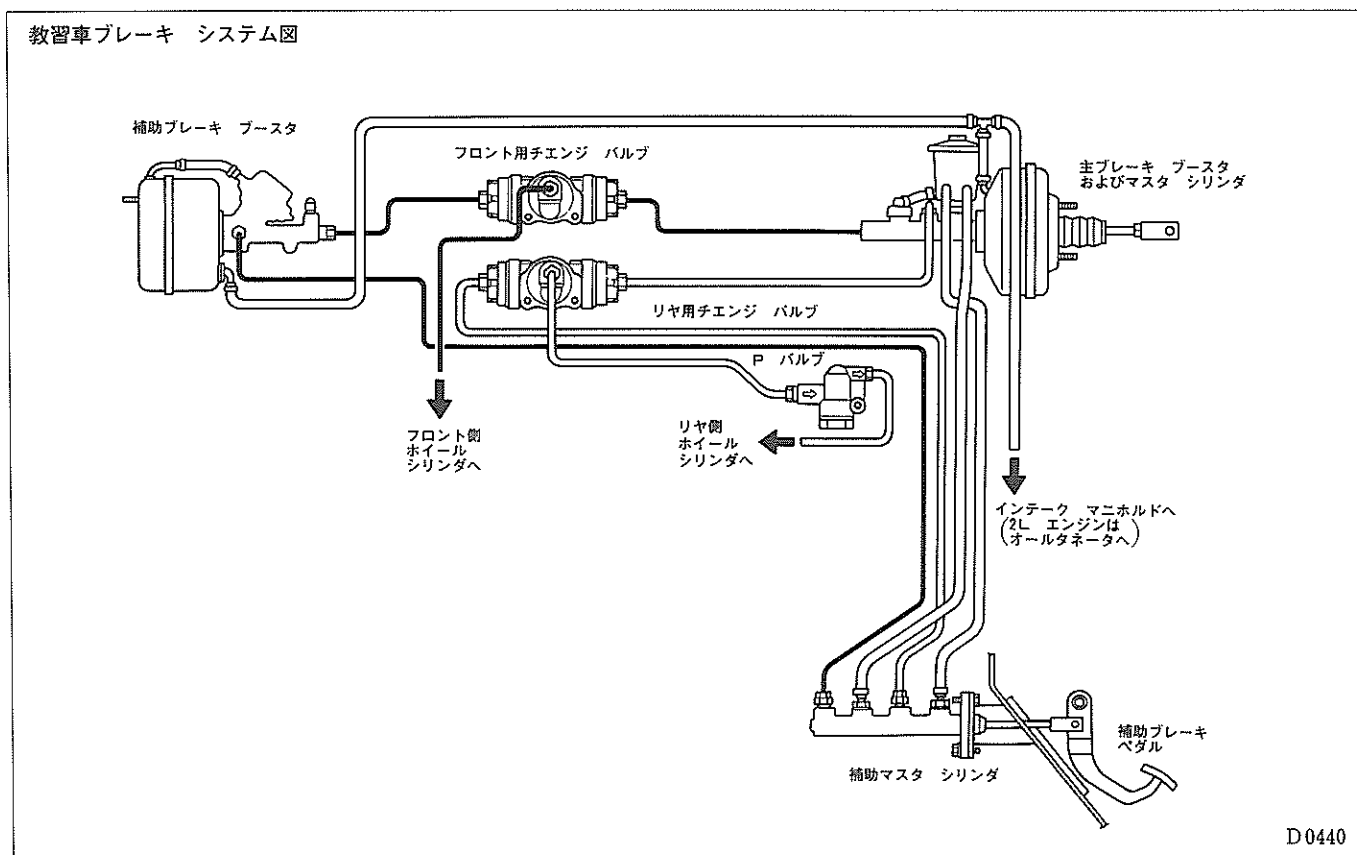 教習車ブレーキ システム図
補助ブレーキ ブースタ
フロント用チエンジ バルブ
主ブレーキ ブースタ
およびマスタ シリンダ
リヤ用チエンジ バルブ
P バルブ
フロント側
ホイール
シリンダへ
リヤ側
ホイール
シリンダへ
インテーク マニホルドへ
(2L エンジンは
オールタネータへ)
補助ブレーキ
ペダル
補助マスタ シリンダ
D0440